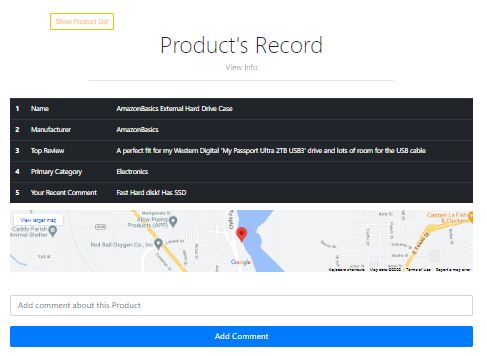 Show Product List
Product's Record
View Info
1 Name AmazonBasics External Hard Drive Case
2 Manufacturer AmazonBasics
3 Top Review A perfect fit for my Western Digital 'My Passport Ultra 2TB USB3' drive and lots of room for the USB cable
4 Primary Category Electronics
5 Your Recent Comment Fast Hard disk! Has SSD
View larger map
Caddo Parish
Animal Shelter
Alloy Piping
Products (APP)
Red Ball Oxygen Co., Inc
Google
Captain La Fish
& Chicken
E Texas St
Keyboard shortcuts Map data ©2022 Terms of Use Report a map error
Add comment about this Product
Add Comment